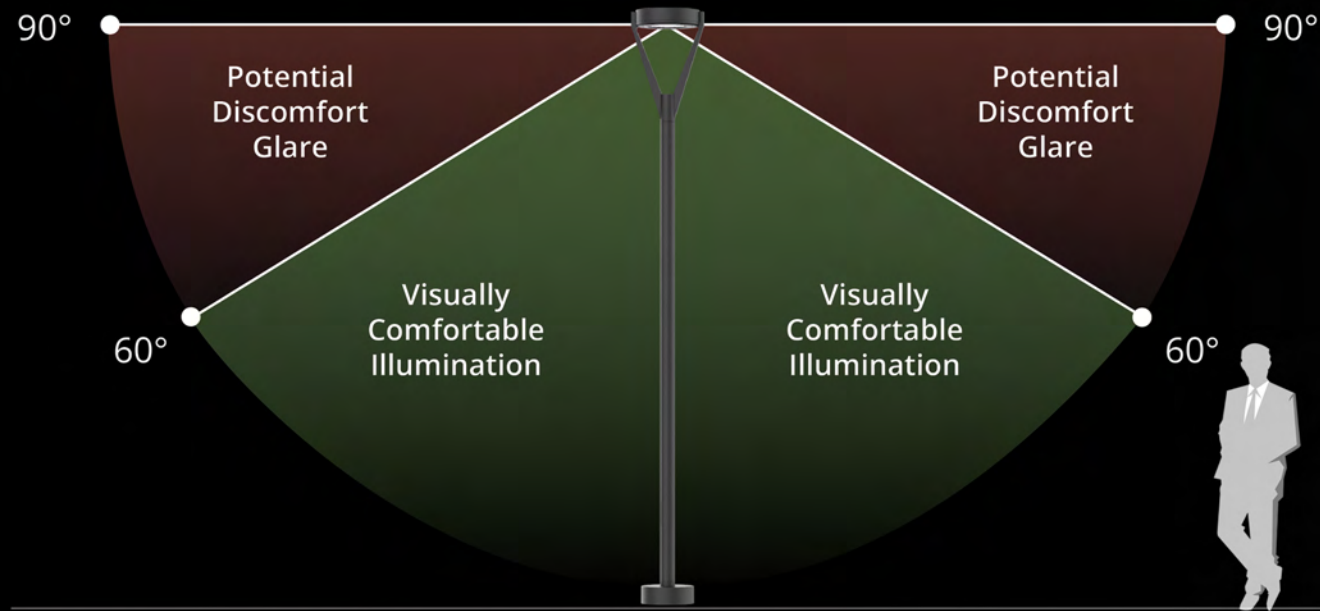 90°
90°
Potential
Discomfort
Glare
Potential
Discomfort
Glare
Visually
Comfortable
Illumination
Visually
Comfortable
Illumination
60°
60°